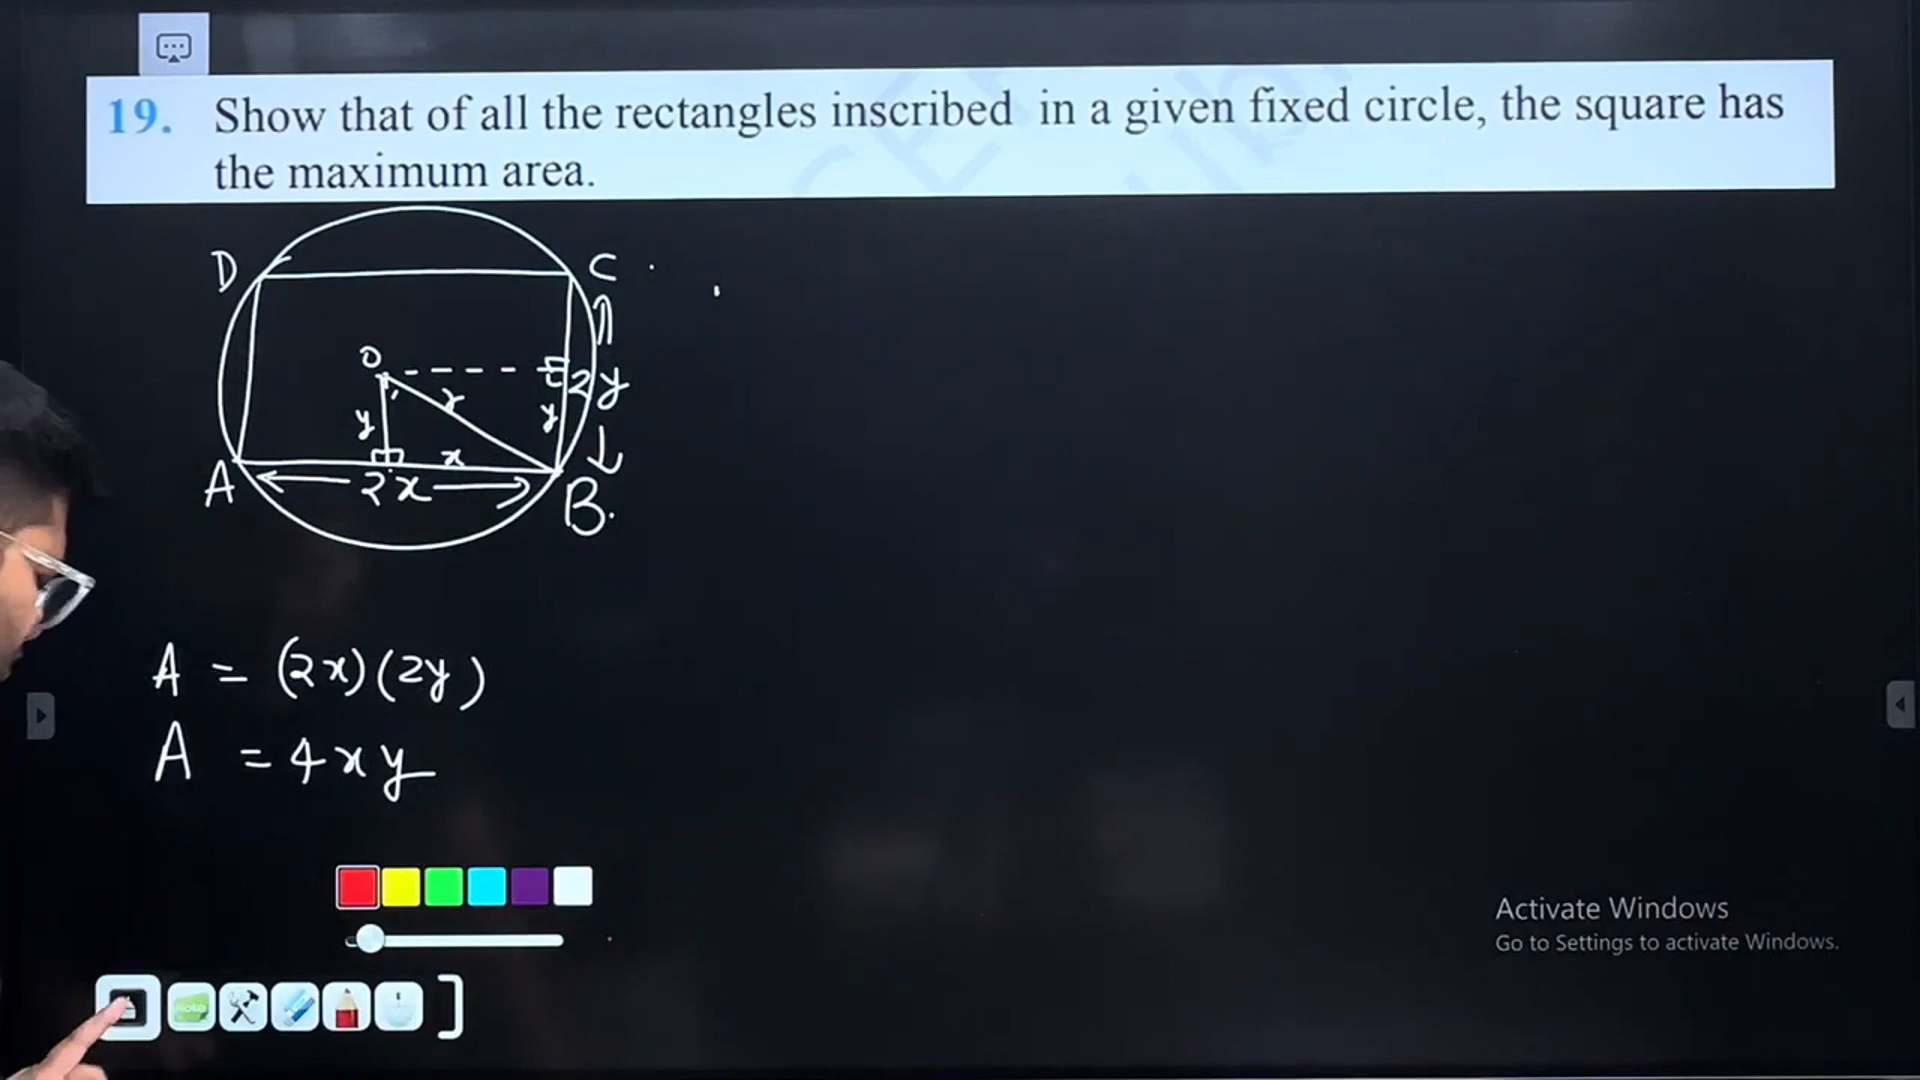 19. Show that of all the rectangles inscribed in a given fixed circle, the square has
the maximum area.
D
C
O
r
y
y
2y
x
A
2x
B.
A = (2x)(2y)
A = 4xy
Activate Windows
Go to Settings to activate Windows.